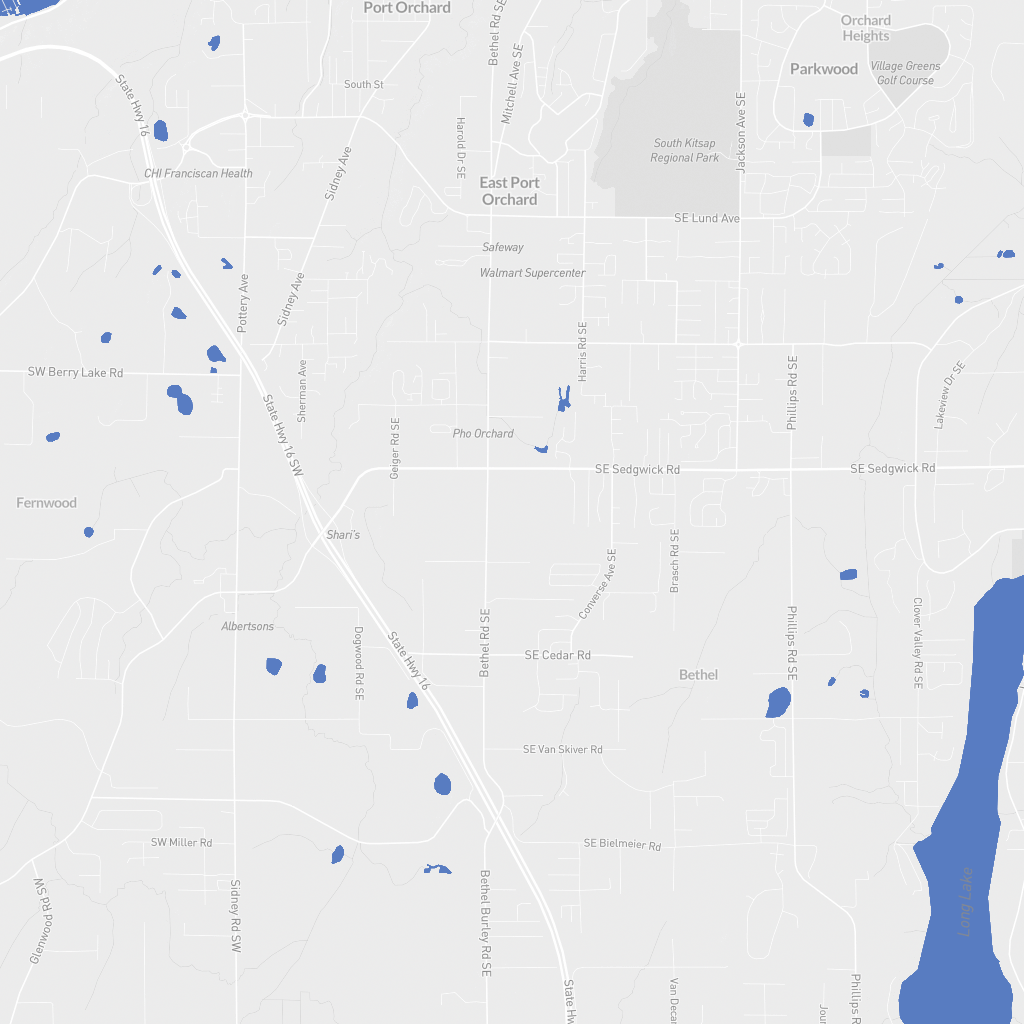 Port Orchard
Bethel Rd SE
Orchard
Heights
Mitchell Ave SE
Parkwood
Village Greens
Golf Course
State Hwy 16
South St
Harold Dr SE
Jackson Ave SE
South Kitsap
Regional Park
CHI Franciscan Health
Sidney Ave
East Port
Orchard
SE Lund Ave
Safeway
Walmart Supercenter
Pottery Ave
Sidney Ave
Harris Rd SE
SW Berry Lake Rd
Sherman Ave
Phillips Rd SE
Lakeview Dr SE
State Hwy 16 SW
Geiger Rd SE
Pho Orchard
SE Sedgwick Rd
SE Sedgwick Rd
Fernwood
Shari's
Brasch Rd SE
Converse Ave SE
Albertsons
Dogwood Rd SE
State Hwy 16
Bethel Rd SE
SE Cedar Rd
Bethel
Phillips Rd SE
Clover Valley Rd SE
SE Van Skiver Rd
SW Miller Rd
SE Bielmeier Rd
Glenwood Rd SW
Sidney Rd SW
Bethel Burley Rd SE
Long Lake
State Hw
Van Decar
Jour
Phillips R